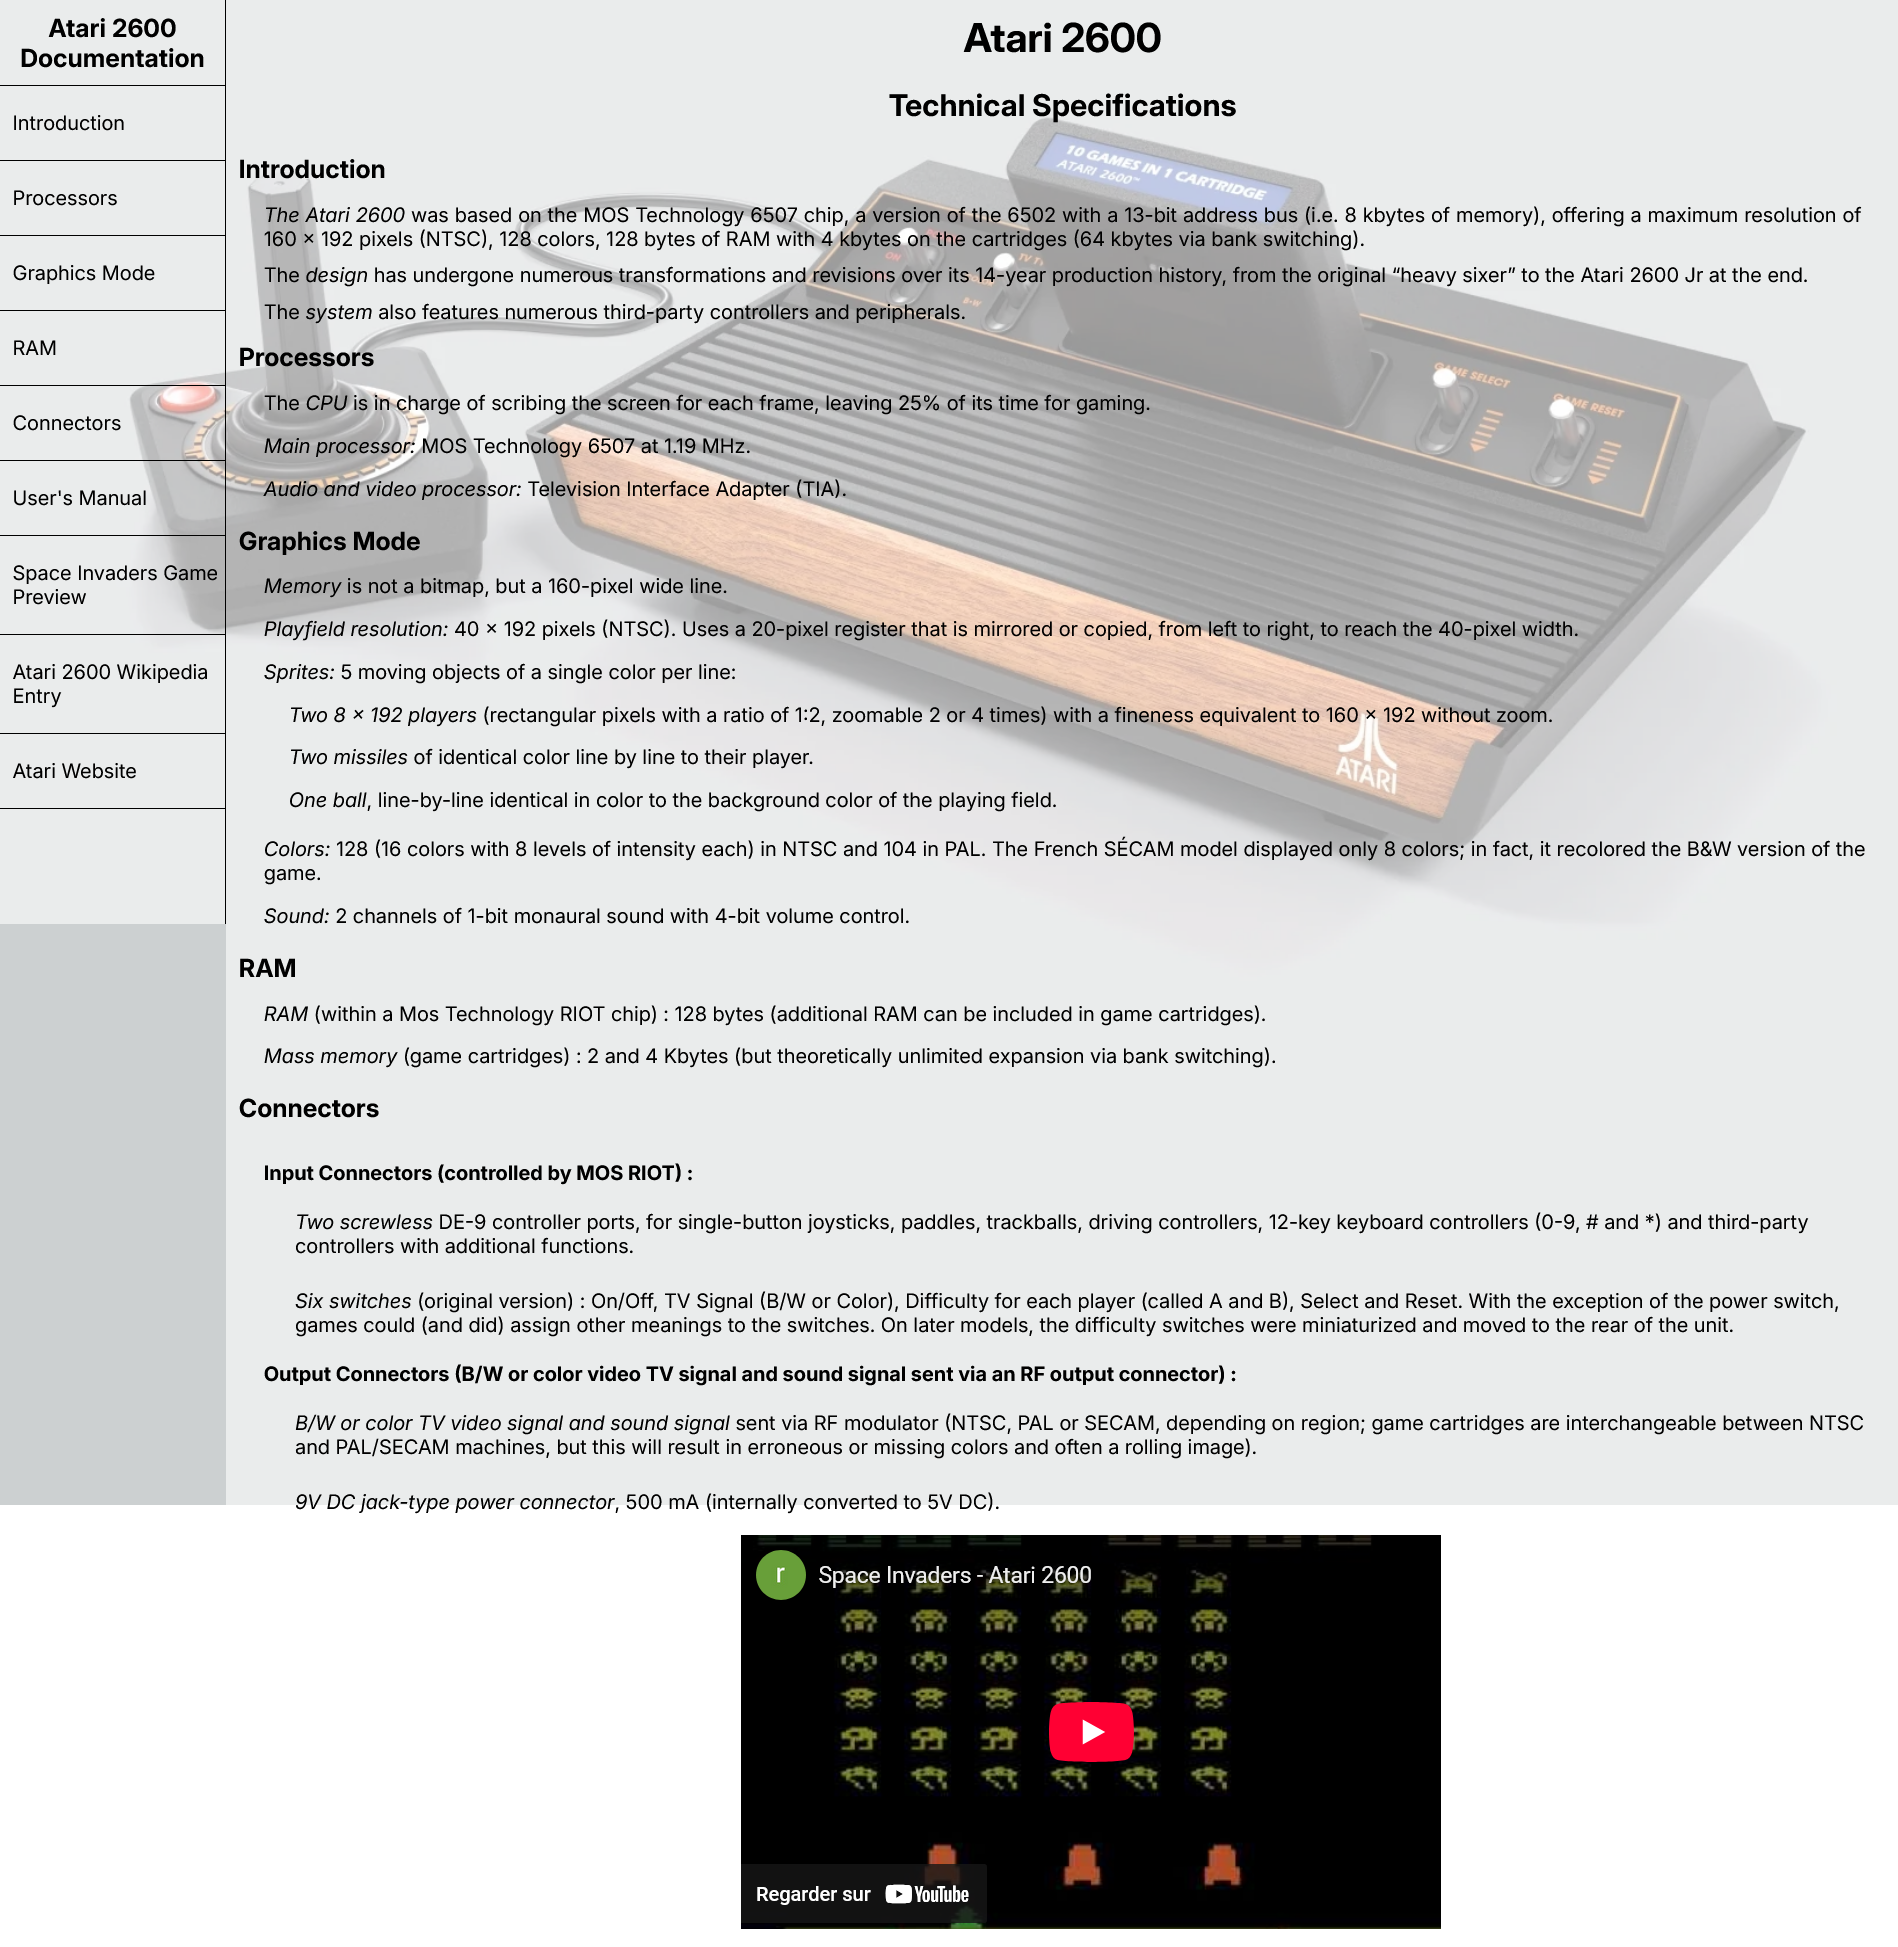 Atari 2600
Documentation
Introduction
Processors
Graphics Mode
RAM
Connectors
User's Manual
Space Invaders Game
Preview
Atari 2600 Wikipedia
Entry
Atari Website
Atari 2600
Technical Specifications
10 GAMES IN 1 CARTRIDGE
ATARI 2600™
Introduction
The Atari 2600 was based on the MOS Technology 6507 chip, a version of the 6502 with a 13-bit address bus (i.e. 8 kbytes of memory), offering a maximum resolution of
160 × 192 pixels (NTSC), 128 colors, 128 bytes of RAM with 4 kbytes on the cartridges (64 kbytes via bank switching).
The design has undergone numerous transformations and revisions over its 14-year production history, from the original “heavy sixer” to the Atari 2600 Jr at the end.
The system also features numerous third-party controllers and peripherals.
ON
TV
B-W
GAME SELECT
GAME RESET
Processors
The CPU is in charge of scribing the screen for each frame, leaving 25% of its time for gaming.
Main processor: MOS Technology 6507 at 1.19 MHz.
Audio and video processor: Television Interface Adapter (TIA).
Graphics Mode
Memory is not a bitmap, but a 160-pixel wide line.
Playfield resolution: 40 × 192 pixels (NTSC). Uses a 20-pixel register that is mirrored or copied, from left to right, to reach the 40-pixel width.
Sprites: 5 moving objects of a single color per line:
Two 8 × 192 players (rectangular pixels with a ratio of 1:2, zoomable 2 or 4 times) with a fineness equivalent to 160 × 192 without zoom.
Two missiles of identical color line by line to their player.
ATARI
One ball, line-by-line identical in color to the background color of the playing field.
Colors: 128 (16 colors with 8 levels of intensity each) in NTSC and 104 in PAL. The French SÉCAM model displayed only 8 colors; in fact, it recolored the B&W version of the
game.
Sound: 2 channels of 1-bit monaural sound with 4-bit volume control.
RAM
RAM (within a Mos Technology RIOT chip) : 128 bytes (additional RAM can be included in game cartridges).
Mass memory (game cartridges) : 2 and 4 Kbytes (but theoretically unlimited expansion via bank switching).
Connectors
Input Connectors (controlled by MOS RIOT) :
Two screwless DE-9 controller ports, for single-button joysticks, paddles, trackballs, driving controllers, 12-key keyboard controllers (0-9, # and *) and third-party
controllers with additional functions.
Six switches (original version) : On/Off, TV Signal (B/W or Color), Difficulty for each player (called A and B), Select and Reset. With the exception of the power switch,
games could (and did) assign other meanings to the switches. On later models, the difficulty switches were miniaturized and moved to the rear of the unit.
Output Connectors (B/W or color video TV signal and sound signal sent via an RF output connector) :
B/W or color TV video signal and sound signal sent via RF modulator (NTSC, PAL or SECAM, depending on region; game cartridges are interchangeable between NTSC
and PAL/SECAM machines, but this will result in erroneous or missing colors and often a rolling image).
9V DC jack-type power connector, 500 mA (internally converted to 5V DC).
r
Space Invaders - Atari 2600
Regarder sur YouTube